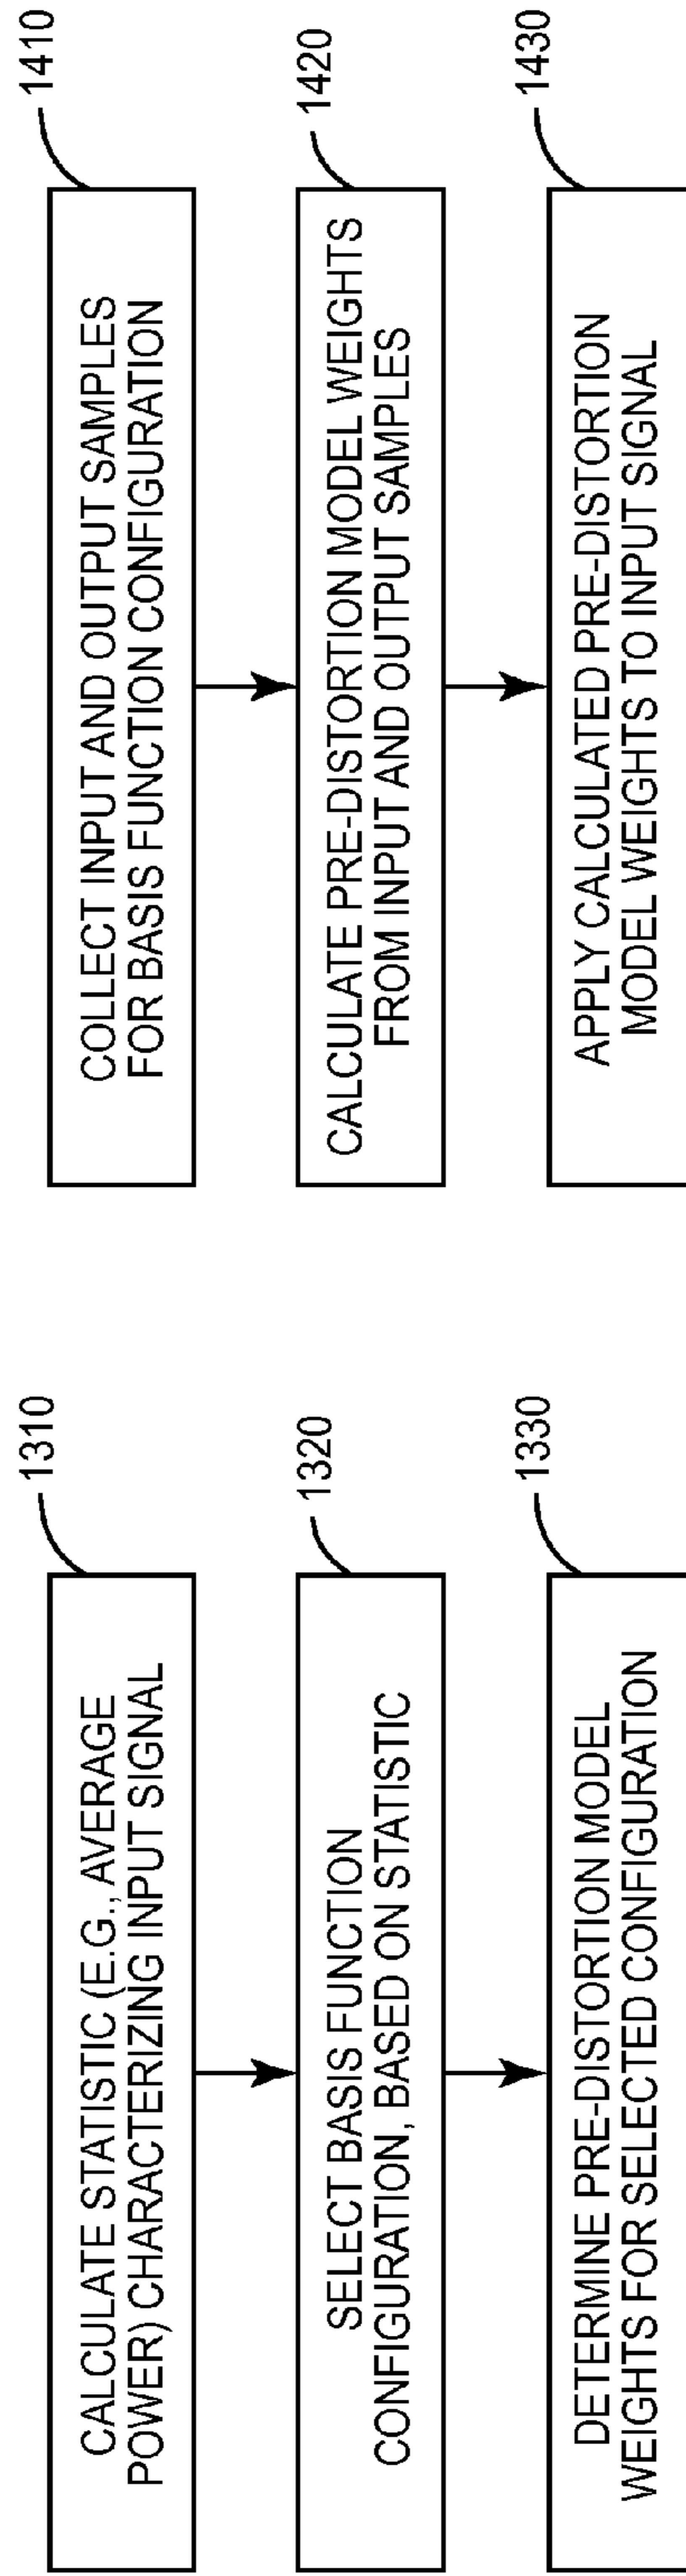 1310
CALCULATE STATISTIC (E.G., AVERAGE
POWER) CHARACTERIZING INPUT SIGNAL
1320
SELECT BASIS FUNCTION
CONFIGURATION, BASED ON STATISTIC
1330
DETERMINE PRE-DISTORTION MODEL
WEIGHTS FOR SELECTED CONFIGURATION
1410
COLLECT INPUT AND OUTPUT SAMPLES
FOR BASIS FUNCTION CONFIGURATION
1420
CALCULATE PRE-DISTORTION MODEL WEIGHTS
FROM INPUT AND OUTPUT SAMPLES
1430
APPLY CALCULATED PRE-DISTORTION
MODEL WEIGHTS TO INPUT SIGNAL